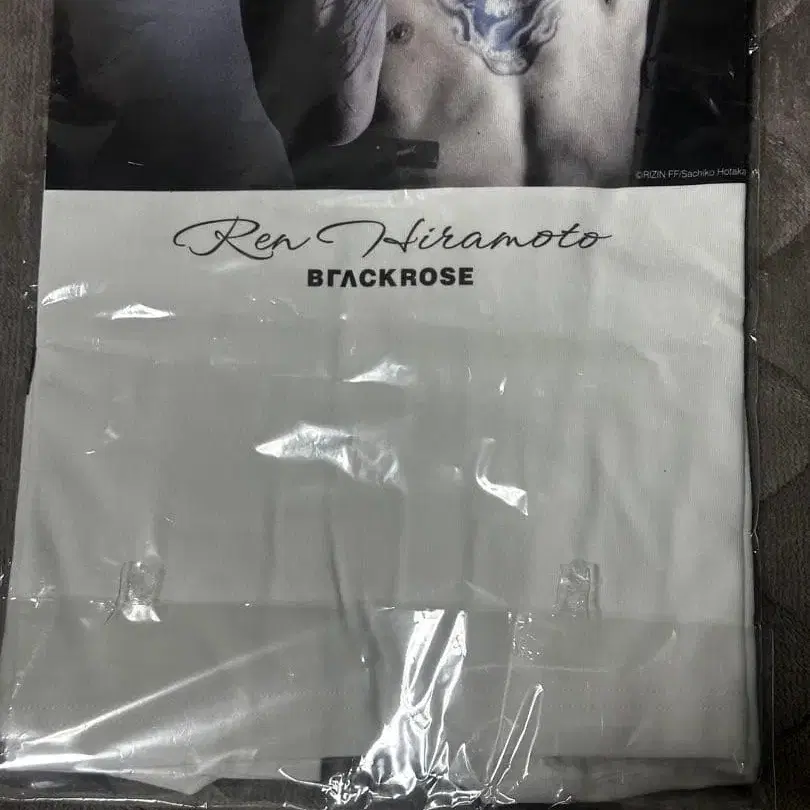 ©RIZIN FF/Sachiko Hotaka
Ren Hiramoto
BLACKROSE